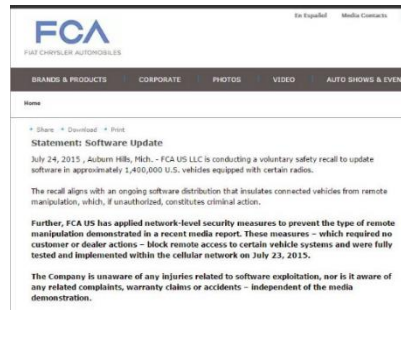 En Español Media Contacts
FCA
FIAT CHRYSLER AUTOMOBILES
BRANDS & PRODUCTS CORPORATE PHOTOS VIDEO AUTO SHOWS & EVEN
Home
Share Download Print
Statement: Software Update
July 24, 2015 , Auburn Hills, Mich. - FCA US LLC is conducting a voluntary safety recall to update
software in approximately 1,400,000 U.S. vehicles equipped with certain radios.
The recall aligns with an ongoing software distribution that insulates connected vehicles from remote
manipulation, which, if unauthorized, constitutes criminal action.
Further, FCA US has applied network-level security measures to prevent the type of remote
manipulation demonstrated in a recent media report. These measures – which required no
customer or dealer actions – block remote access to certain vehicle systems and were fully
tested and implemented within the cellular network on July 23, 2015.
The Company is unaware of any injuries related to software exploitation, nor is it aware of
any related complaints, warranty claims or accidents – independent of the media
demonstration.